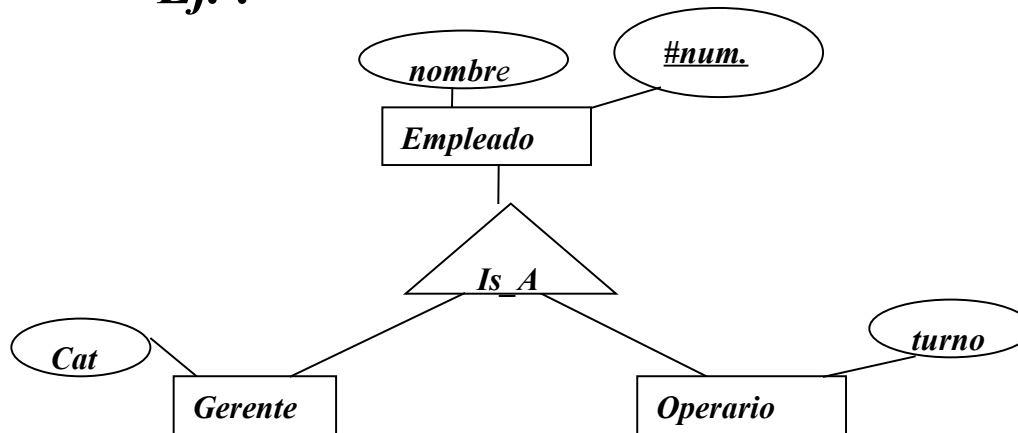 Ej. :
nombre
#num.
Empleado
Is_A
Cat
turno
Gerente
Operario